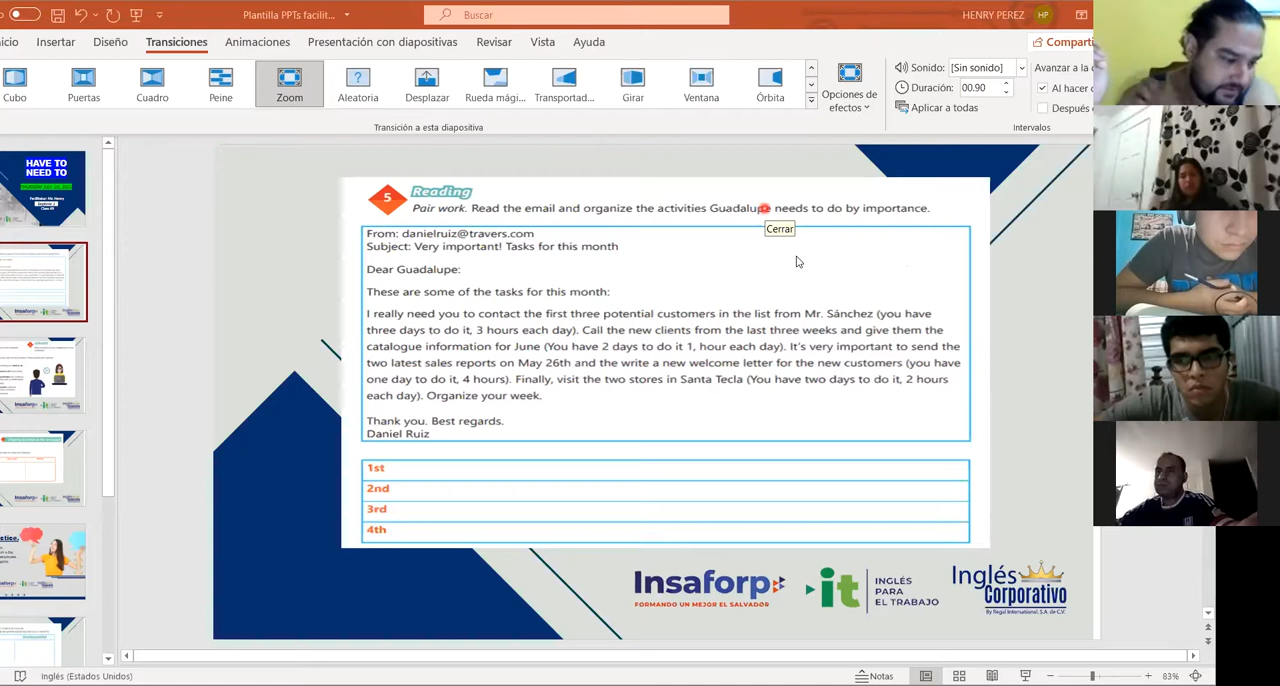 Plantilla PPTs facilit...
Buscar
HENRY PEREZ
HP
Insertar
Diseño
Transiciones
Animaciones
Presentación con diapositivas
Revisar
Vista
Ayuda
Cubo
Puertas
Cuadro
Peine
Zoom
Aleatoria
Desplazar
Rueda mági...
Transportad...
Girar
Ventana
Órbita
Opciones de
efectos
Sonido: [Sin sonido]
Duración: 00.90
Aplicar a todas
Avanzar a la
Al hacer
Después
Transición a esta diapositiva
Intervalos
HAVE TO
NEED TO
5
Reading
Pair work. Read the email and organize the activities Guadalupe needs to do by importance.
Cerrar
From: danielruiz@travers.com
Subject: Very important! Tasks for this month
Dear Guadalupe:
These are some of the tasks for this month:
I really need you to contact the first three potential customers in the list from Mr. Sánchez (you have
three days to do it, 3 hours each day). Call the new clients from the last three weeks and give them the
catalogue information for June (You have 2 days to do it 1, hour each day). It's very important to send the
two latest sales reports on May 26th and the write a new welcome letter for the new customers (you have
one day to do it, 4 hours). Finally, visit the two stores in Santa Tecla (You have two days to do it, 2 hours
each day). Organize your week.
Thank you. Best regards.
Daniel Ruiz
1st
2nd
3rd
4th
Insaforp
FORMANDO UN MEJOR EL SALVADOR
it
INGLÉS
PARA
EL TRABAJO
Inglés
Corporativo
By Regal International, S.A. de C.V.
Inglés (Estados Unidos)
Notas
83%